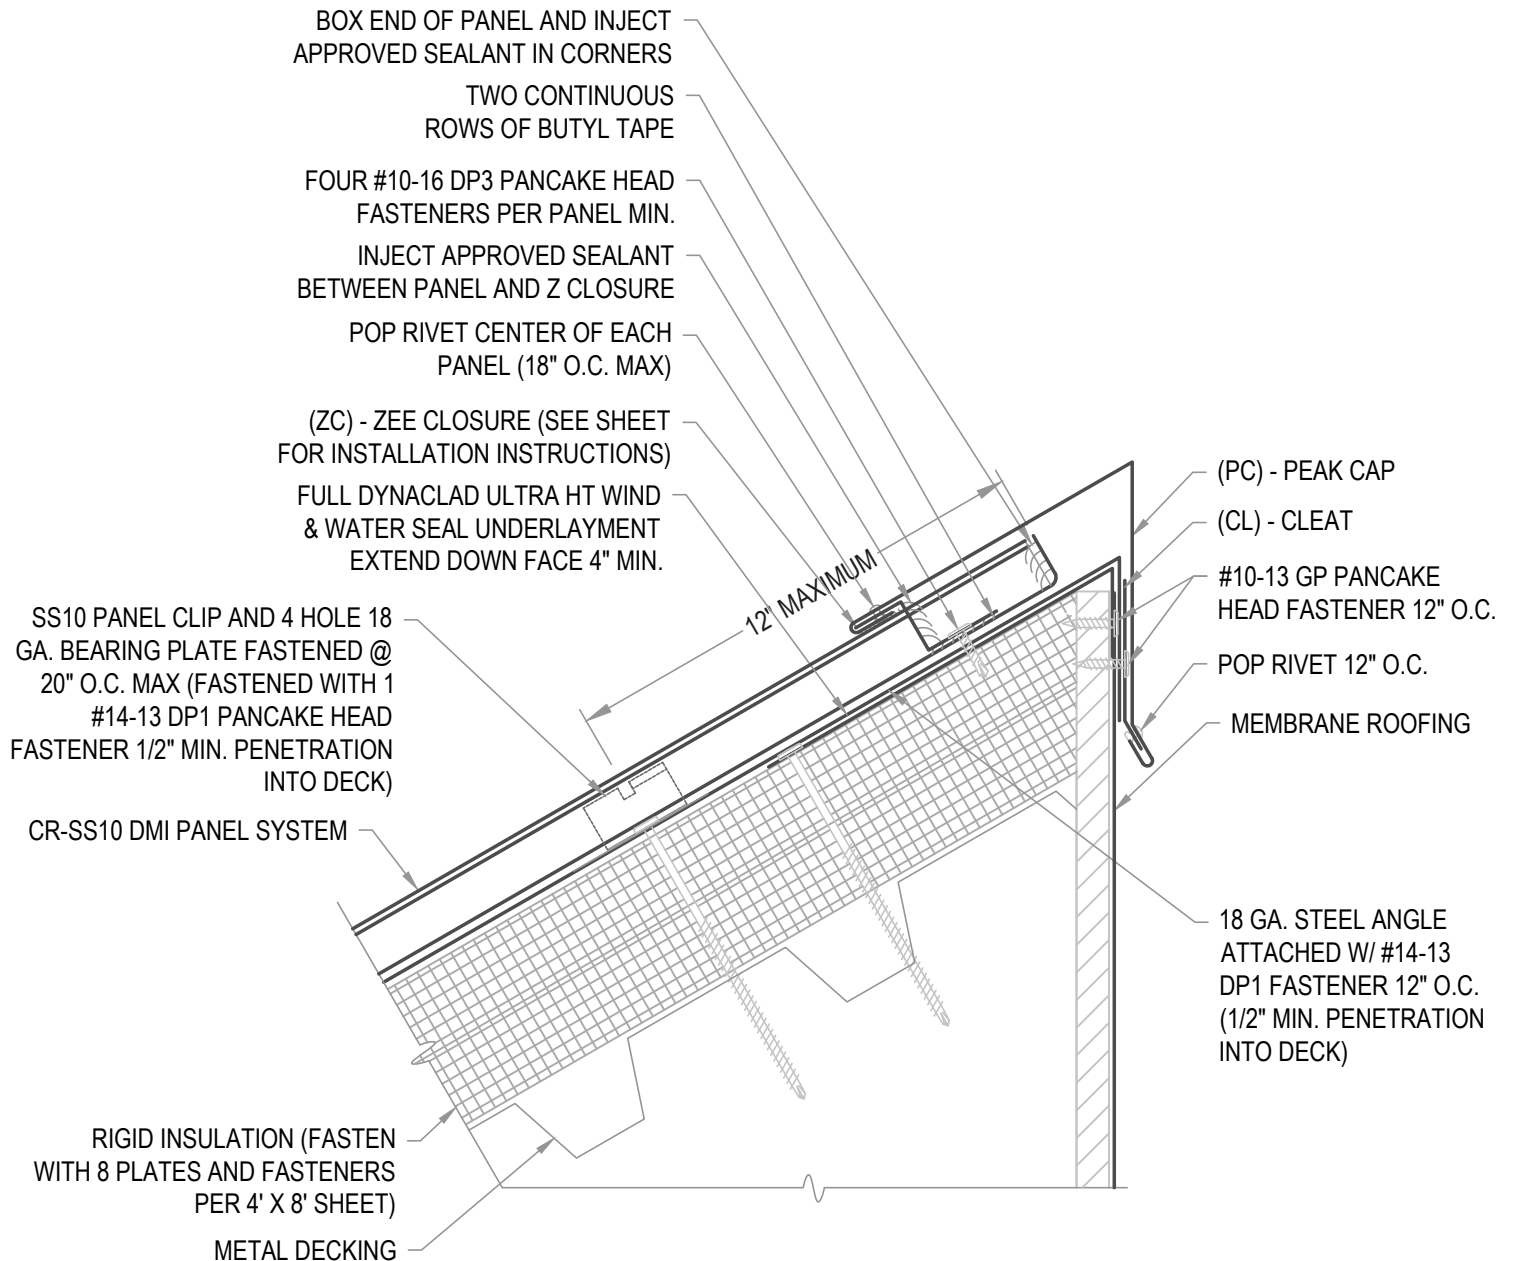 BOX END OF PANEL AND INJECT
APPROVED SEALANT IN CORNERS
TWO CONTINUOUS
ROWS OF BUTYL TAPE
FOUR #10-16 DP3 PANCAKE HEAD
FASTENERS PER PANEL MIN.
INJECT APPROVED SEALANT
BETWEEN PANEL AND Z CLOSURE
POP RIVET CENTER OF EACH
PANEL (18" O.C. MAX)
(ZC) - ZEE CLOSURE (SEE SHEET
FOR INSTALLATION INSTRUCTIONS)
FULL DYNACLAD ULTRA HT WIND
& WATER SEAL UNDERLAYMENT
EXTEND DOWN FACE 4" MIN.
SS10 PANEL CLIP AND 4 HOLE 18
GA. BEARING PLATE FASTENED @
20" O.C. MAX (FASTENED WITH 1
#14-13 DP1 PANCAKE HEAD
FASTENER 1/2" MIN. PENETRATION
INTO DECK)
CR-SS10 DMI PANEL SYSTEM
RIGID INSULATION (FASTEN
WITH 8 PLATES AND FASTENERS
PER 4' X 8' SHEET)
METAL DECKING
12" MAXIMUM
(PC) - PEAK CAP
(CL) - CLEAT
#10-13 GP PANCAKE
HEAD FASTENER 12" O.C.
POP RIVET 12" O.C.
MEMBRANE ROOFING
18 GA. STEEL ANGLE
ATTACHED W/ #14-13
DP1 FASTENER 12" O.C.
(1/2" MIN. PENETRATION
INTO DECK)